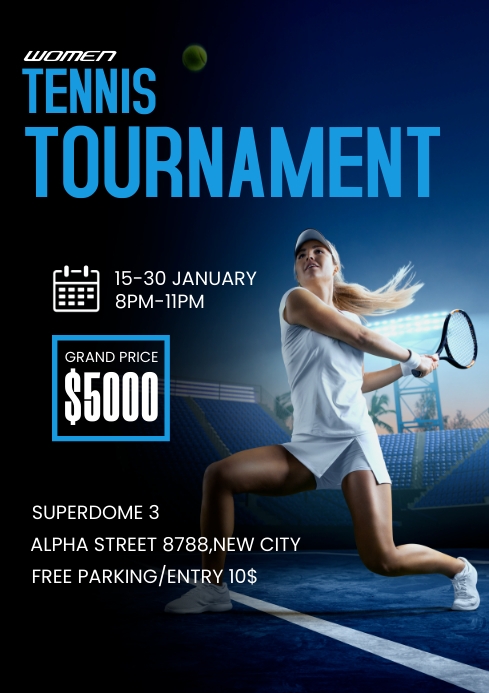 WOMEN
TENNIS
TOURNAMENT
15-30 JANUARY
8PM-11PM
GRAND PRICE
$5000
SUPERDOME 3
ALPHA STREET 8788,NEW CITY
FREE PARKING/ENTRY 10$